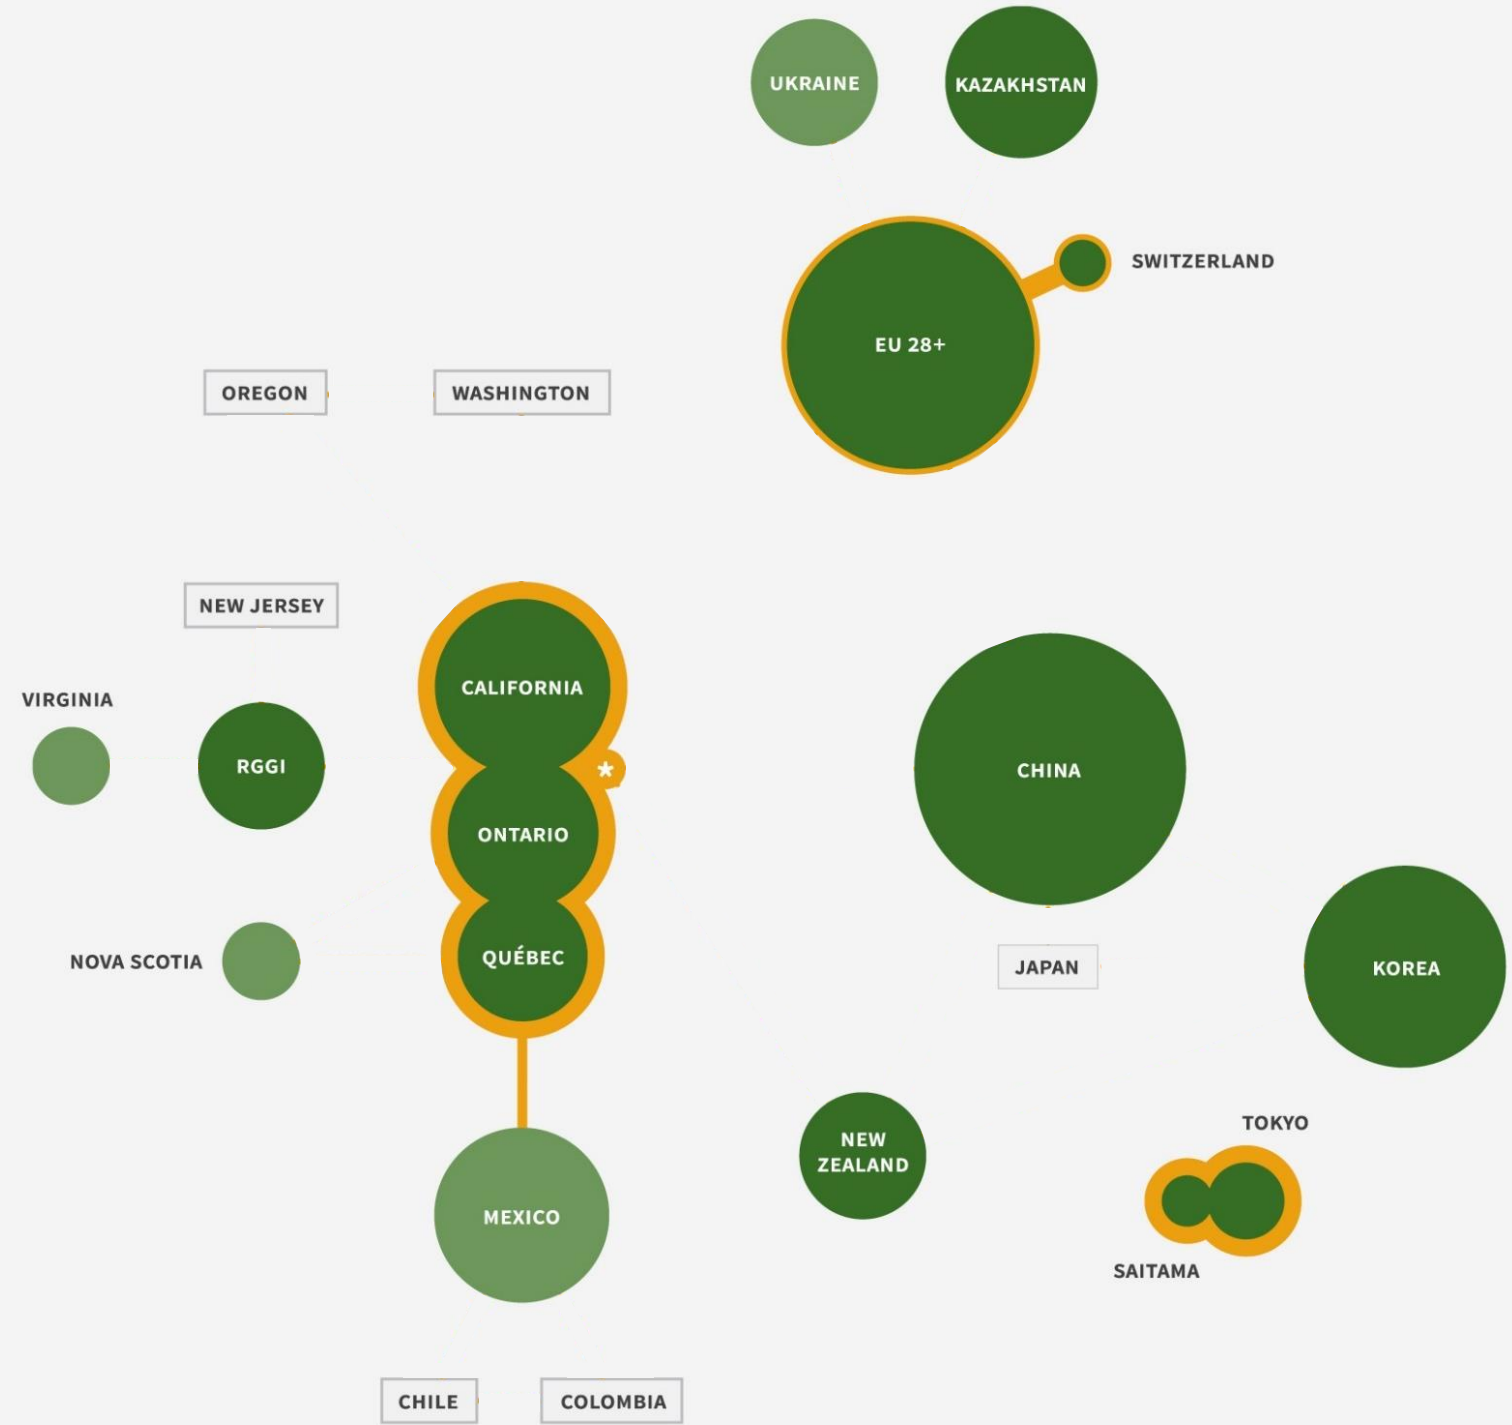 UKRAINE
KAZAKHSTAN
SWITZERLAND
EU 28+
OREGON
WASHINGTON
NEW JERSEY
CALIFORNIA
VIRGINIA
RGGI
*
CHINA
ONTARIO
QUÉBEC
NOVA SCOTIA
JAPAN
KOREA
TOKYO
NEW
ZEALAND
MEXICO
SAITAMA
CHILE
COLOMBIA